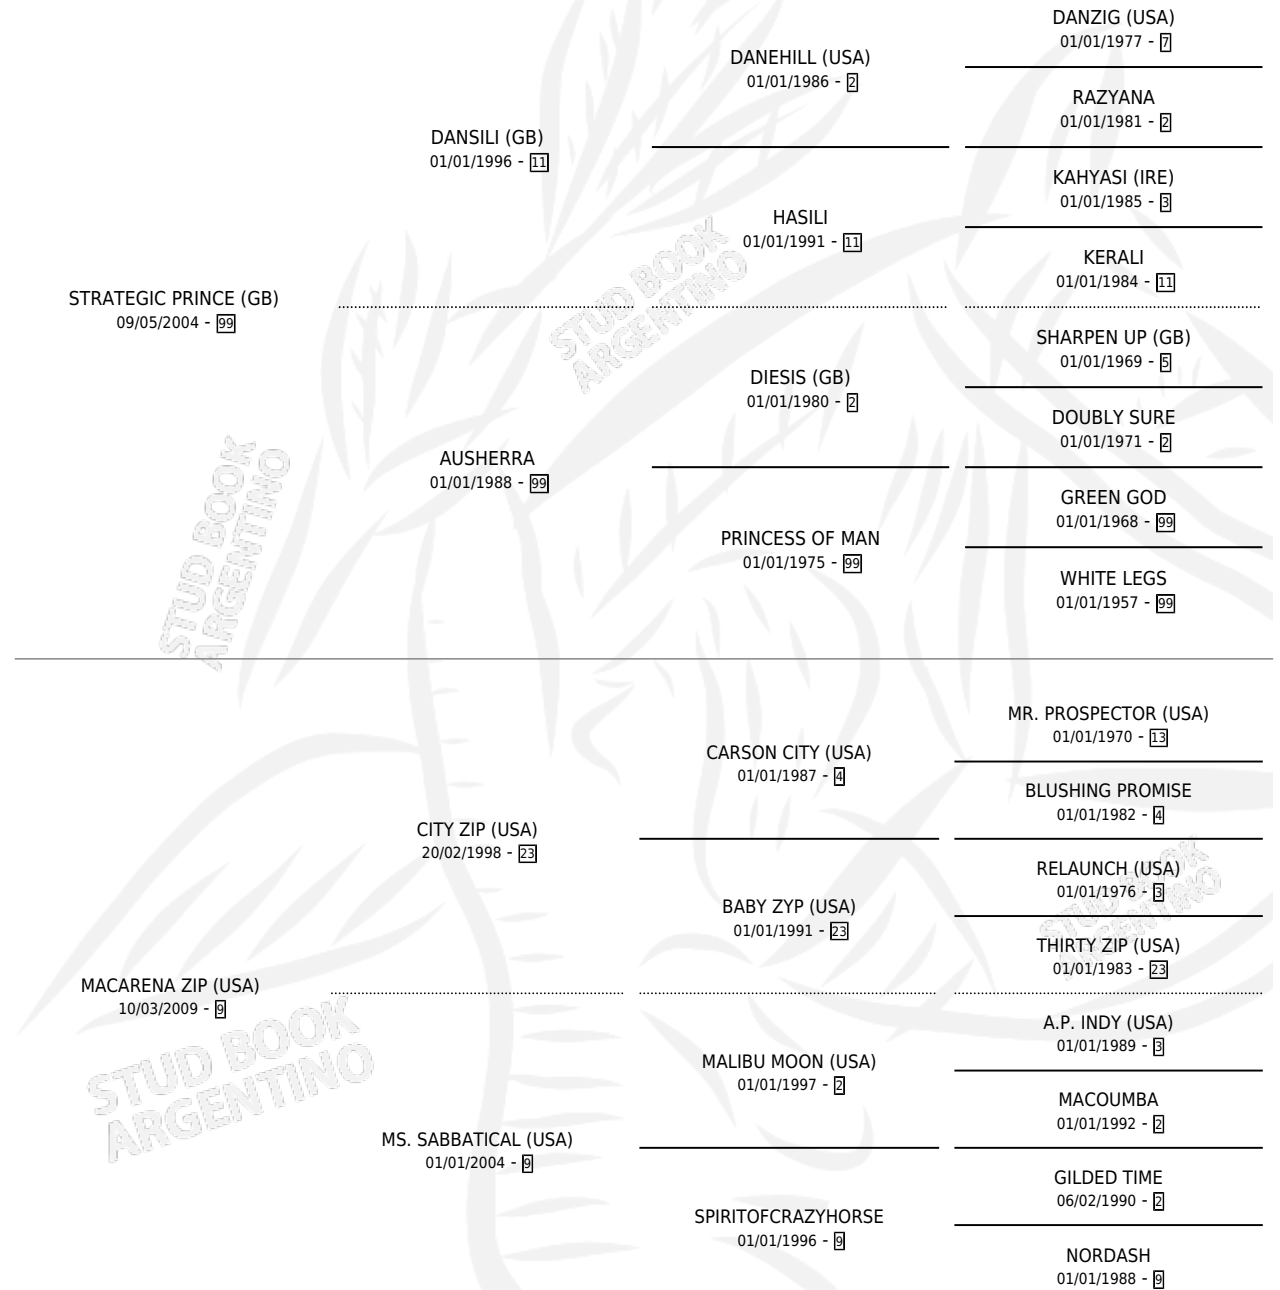 DANZIG (USA)
01/01/1977 - 7
DANEHILL (USA)
01/01/1986 - 2
RAZYANA
01/01/1981 - 2
DANSILI (GB)
01/01/1996 - 11
KAHYASI (IRE)
01/01/1985 - 3
HASILI
01/01/1991 - 11
KERALI
01/01/1984 - 11
STRATEGIC PRINCE (GB)
09/05/2004 - 99
STUD BOOK
ARGENTINO
SHARPEN UP (GB)
01/01/1969 - 5
DIESIS (GB)
01/01/1980 - 2
DOUBLY SURE
01/01/1971 - 2
AUSHERRA
01/01/1988 - 99
GREEN GOD
01/01/1968 - 99
PRINCESS OF MAN
01/01/1975 - 99
WHITE LEGS
01/01/1957 - 99
STUD BOOK
ARGENTINO
MR. PROSPECTOR (USA)
01/01/1970 - 13
CARSON CITY (USA)
01/01/1987 - 4
BLUSHING PROMISE
01/01/1982 - 4
CITY ZIP (USA)
20/02/1998 - 23
RELAUNCH (USA)
01/01/1976 - 3
BABY ZYP (USA)
01/01/1991 - 23
STUD BOOK
ARGENTINO
THIRTY ZIP (USA)
01/01/1983 - 23
MACARENA ZIP (USA)
10/03/2009 - 9
STUD BOOK
ARGENTINO
A.P. INDY (USA)
01/01/1989 - 3
MALIBU MOON (USA)
01/01/1997 - 2
MACOUMBA
01/01/1992 - 2
MS. SABBATICAL (USA)
01/01/2004 - 9
GILDED TIME
06/02/1990 - 2
SPIRITOFCRAZYHORSE
01/01/1996 - 9
NORDASH
01/01/1988 - 9